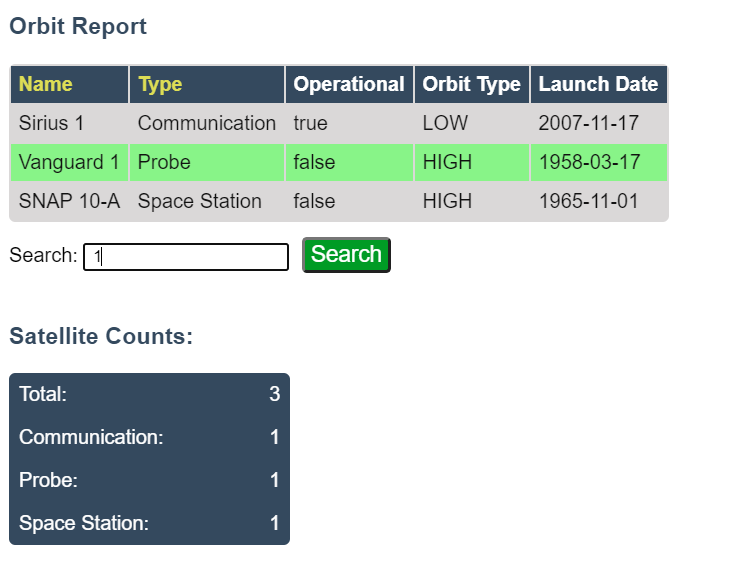 Orbit Report
Name Type Operational Orbit Type Launch Date
Sirius 1 Communication true LOW 2007-11-17
Vanguard 1 Probe false HIGH 1958-03-17
SNAP 10-A Space Station false HIGH 1965-11-01
Search: 1 Search
Satellite Counts:
Total: 3
Communication: 1
Probe: 1
Space Station: 1